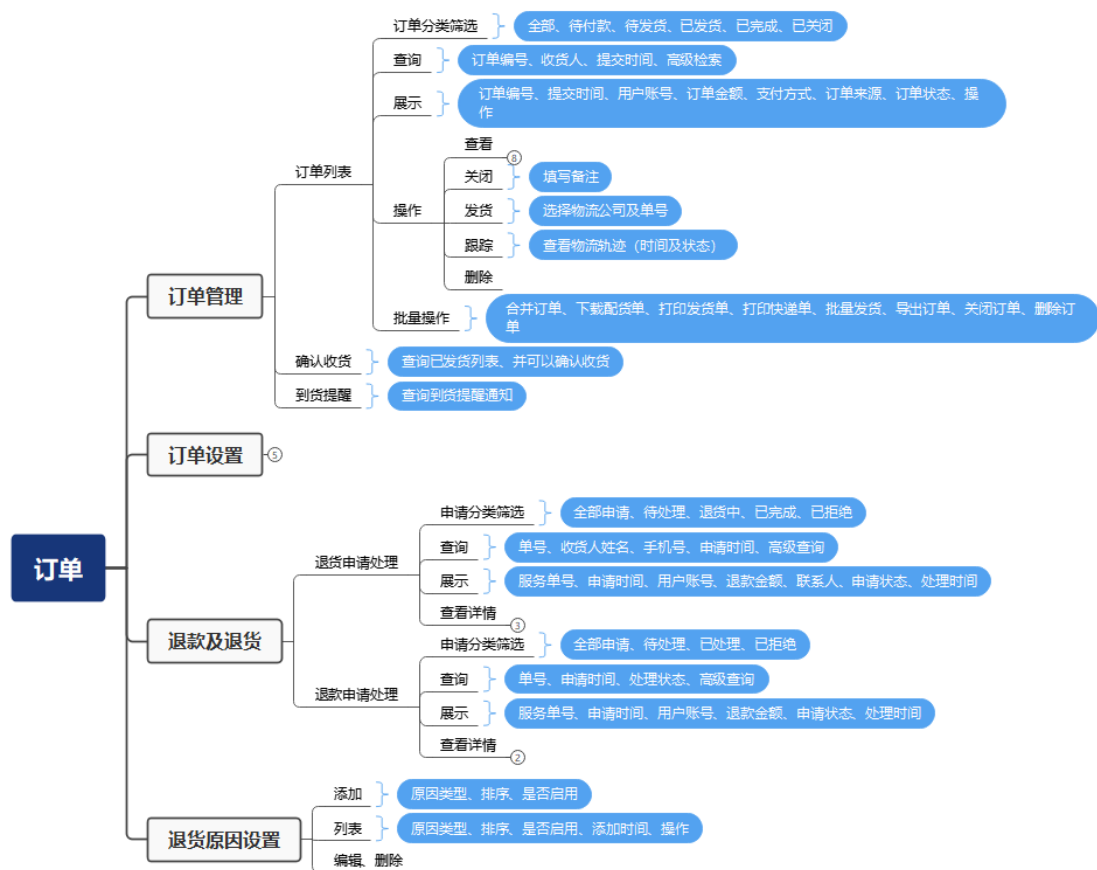 订单分类筛选
全部、待付款、待发货、已发货、已完成、已关闭
查询
订单编号、收货人、提交时间、高级检索
展示
订单编号、提交时间、用户账号、订单金额、支付方式、订单来源、订单状态、操
作
订单列表
查看
8
关闭
填写备注
操作
发货
选择物流公司及单号
跟踪
查看物流轨迹（时间及状态）
删除
订单管理
批量操作
合并订单、下载配货单、打印发货单、打印快递单、批量发货、导出订单、关闭订单、删除订
单
确认收货
查询已发货列表、并可以确认收货
到货提醒
查询到货提醒通知
订单设置
5
订单
申请分类筛选
全部申请、待处理、退货中、已完成、已拒绝
退货申请处理
查询
单号、收货人姓名、手机号、申请时间、高级查询
展示
服务单号、申请时间、用户账号、退款金额、联系人、申请状态、处理时间
查看详情
3
退款及退货
申请分类筛选
全部申请、待处理、已处理、已拒绝
退款申请处理
查询
单号、申请时间、处理状态、高级查询
展示
服务单号、申请时间、用户账号、退款金额、申请状态、处理时间
查看详情
2
退货原因设置
添加
原因类型、排序、是否启用
列表
原因类型、排序、是否启用、添加时间、操作
编辑、删除